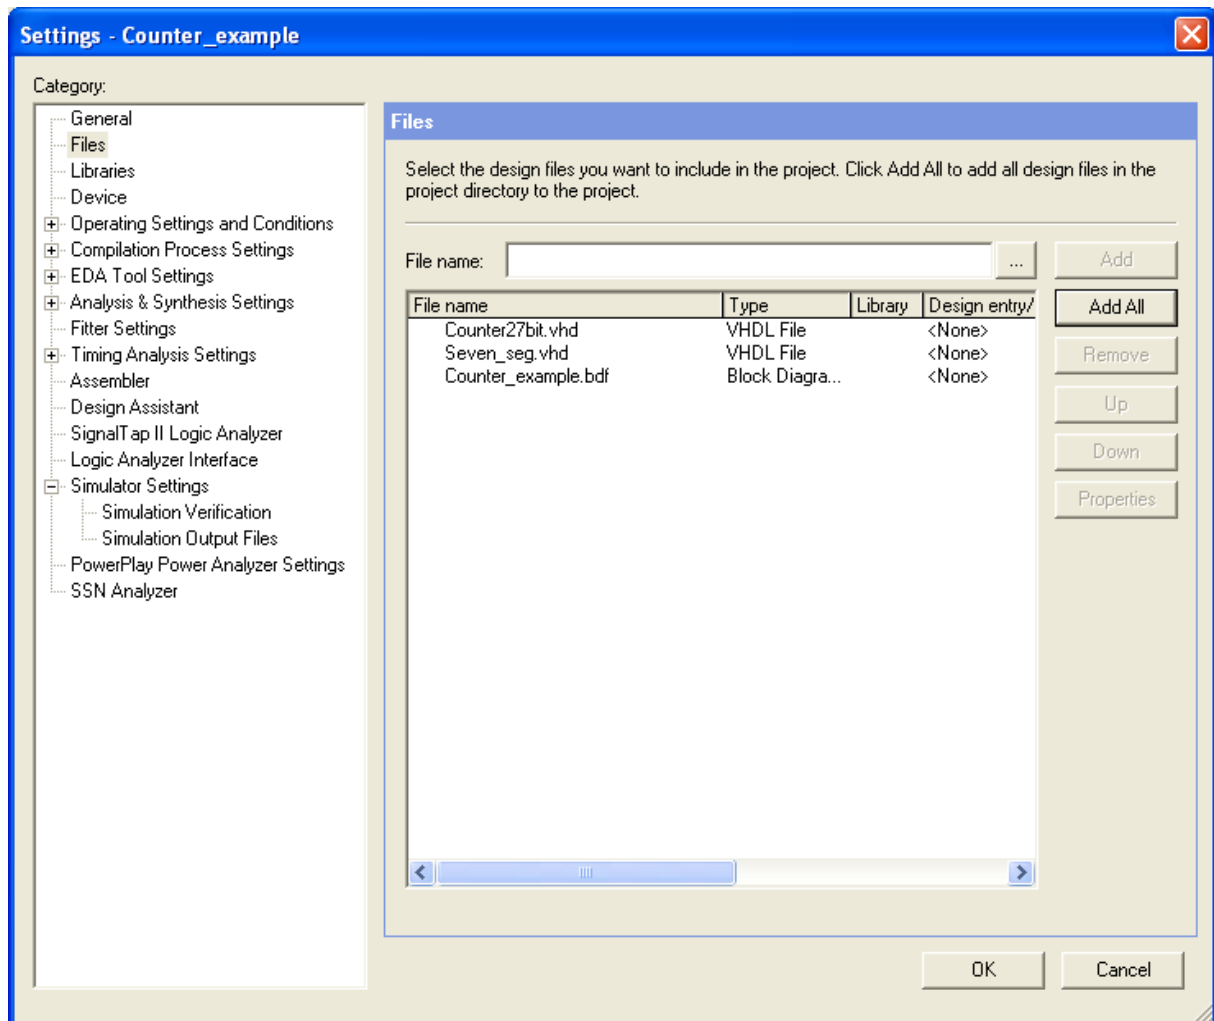 Settings - Counter_example
Category:
General
Files
Libraries
Device
Operating Settings and Conditions
Compilation Process Settings
EDA Tool Settings
Analysis & Synthesis Settings
Fitter Settings
Timing Analysis Settings
Assembler
Design Assistant
SignalTap II Logic Analyzer
Logic Analyzer Interface
Simulator Settings
Simulation Verification
Simulation Output Files
PowerPlay Power Analyzer Settings
SSN Analyzer
Files
Select the design files you want to include in the project. Click Add All to add all design files in the
project directory to the project.
File name: ... Add
File name Type Library Design entry/ Add All
Counter27bit.vhd VHDL File <None>
Seven_seg.vhd VHDL File <None>
Counter_example.bdf Block Diagra... <None>
Remove
Up
Down
Properties
OK Cancel